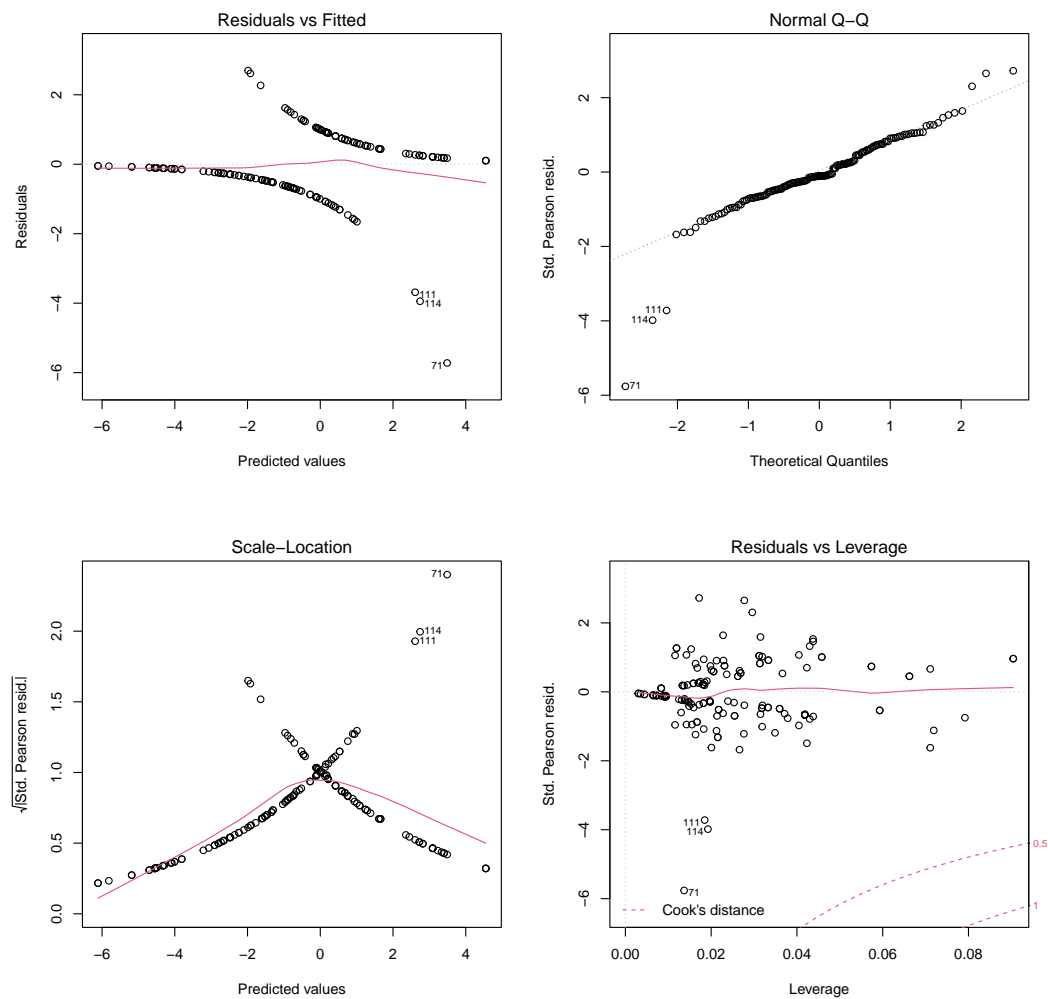 Residuals vs Fitted
Residuals
2
0
−2
−4
−6
111
114
71
−6 −4 −2 0 2 4
Predicted values
Normal Q−Q
Std. Pearson resid.
2
0
−2
−4
−6
111
114
71
−2 −1 0 1 2
Theoretical Quantiles
Scale−Location
√|Std. Pearson resid.|
2.0
1.5
1.0
0.5
0.0
71
114
111
−6 −4 −2 0 2 4
Predicted values
Residuals vs Leverage
Std. Pearson resid.
2
0
−2
−4
−6
111
114
71
0.5
1
Cook's distance
0.00 0.02 0.04 0.06 0.08
Leverage